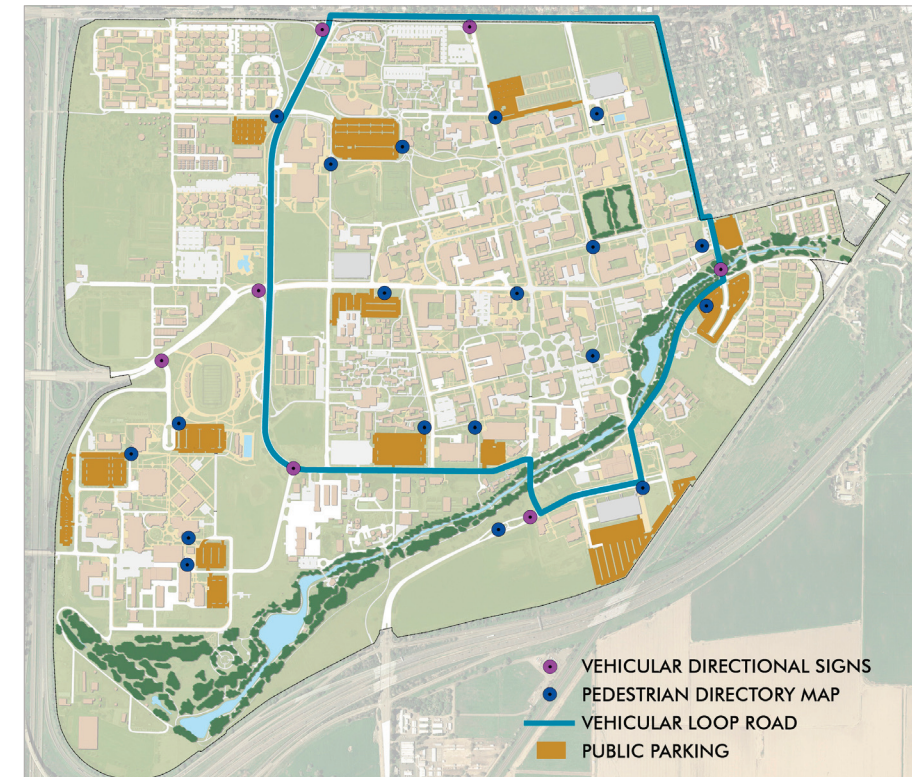 VEHICULAR DIRECTIONAL SIGNS
PEDESTRIAN DIRECTORY MAP
VEHICULAR LOOP ROAD
PUBLIC PARKING